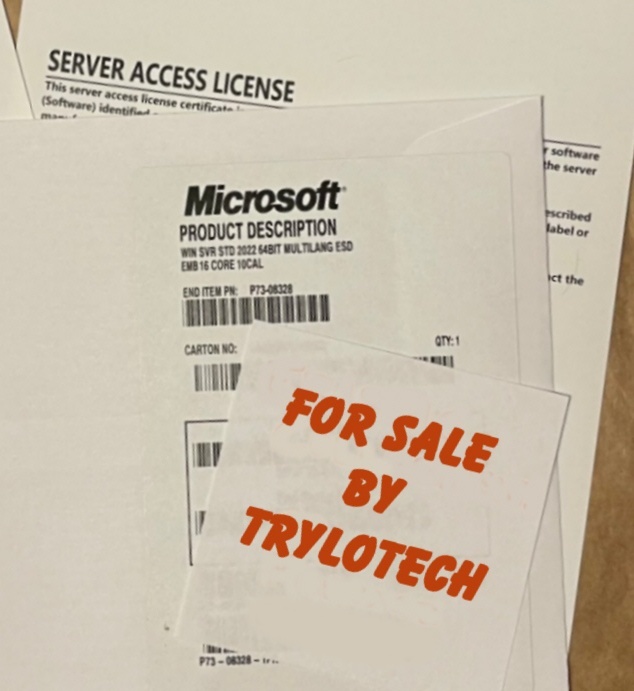 SERVER ACCESS LICENSE
This server access license certificate
(Software) identified
r software
the server
escribed
label or
ct the
Microsoft
PRODUCT DESCRIPTION
WIN SVR STD 2022 64BIT MULTILANG ESD
EMB 16 CORE 10CAL
END ITEM PN: P73-08328
CARTON NO:
QTY: 1
FOR SALE
BY
TRYLOTECH
P73 - 08328 -